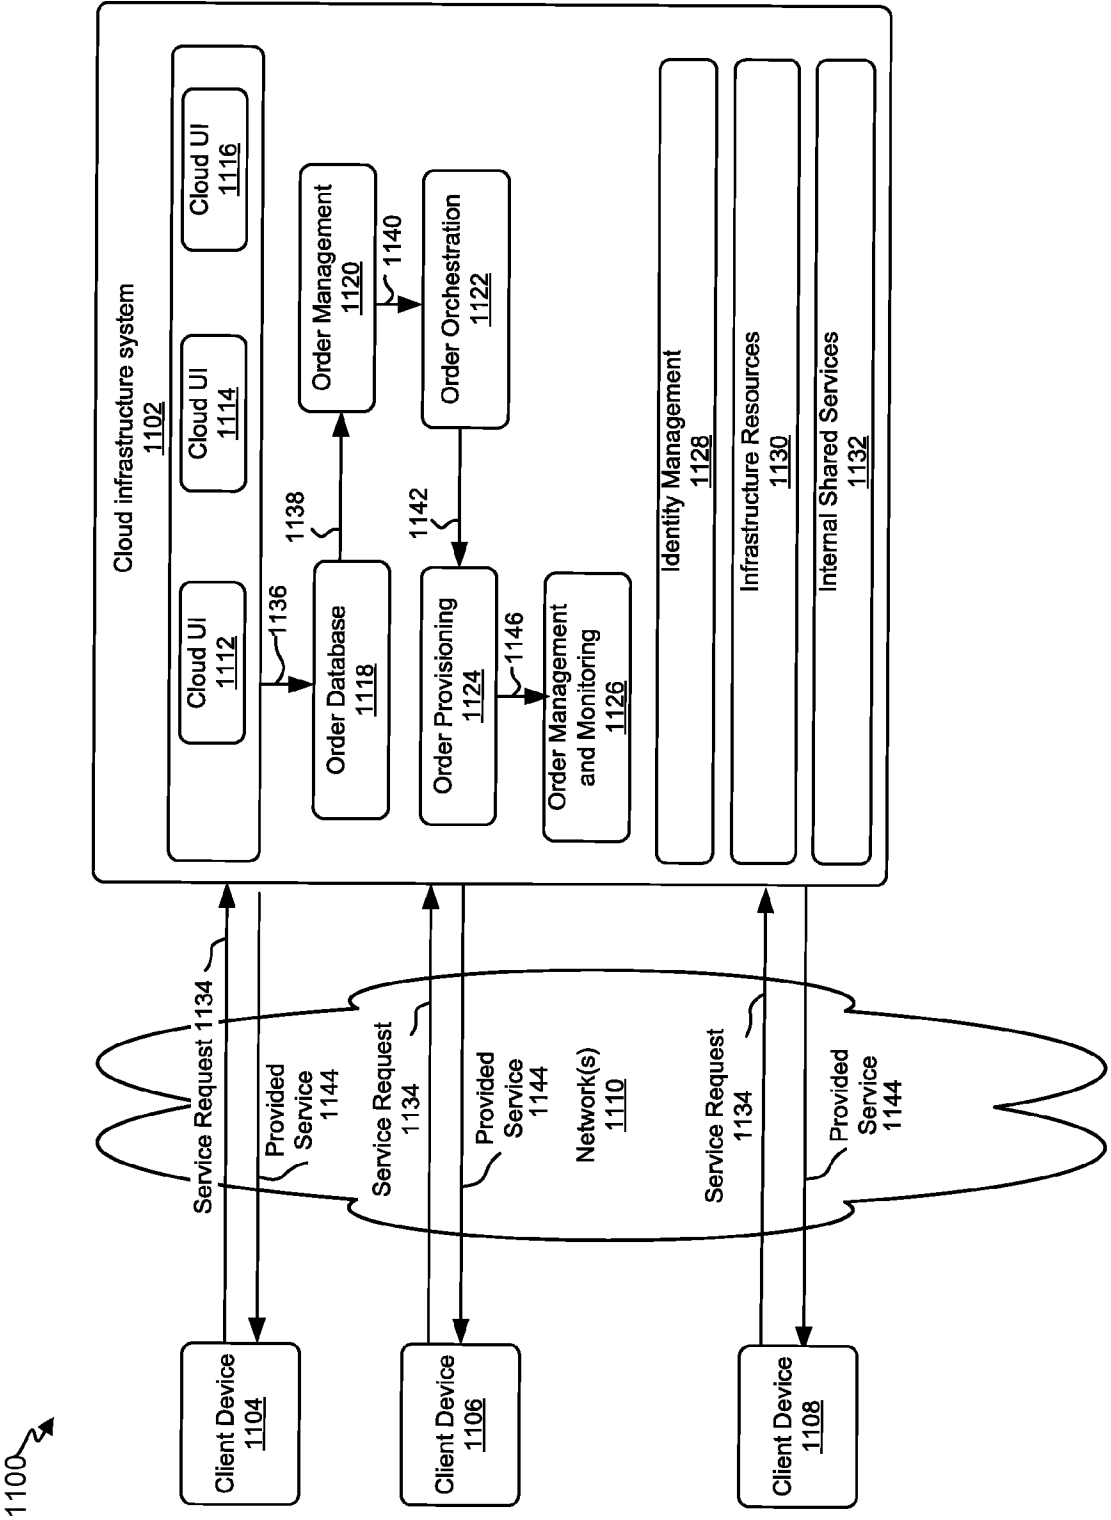 1100
Cloud infrastructure system
1102
Cloud UI
1112
Cloud UI
1114
Cloud UI
1116
1136
Order Database
1118
1138
Order Management
1120
1140
Order Orchestration
1122
1142
Order Provisioning
1124
1146
Order Management
and Monitoring
1126
Identity Management
1128
Infrastructure Resources
1130
Internal Shared Services
1132
Service Request 1134
Provided
Service
1144
Service Request
1134
Provided
Service
1144
Network(s)
1110
Service Request
1134
Provided
Service
1144
Client Device
1104
Client Device
1106
Client Device
1108